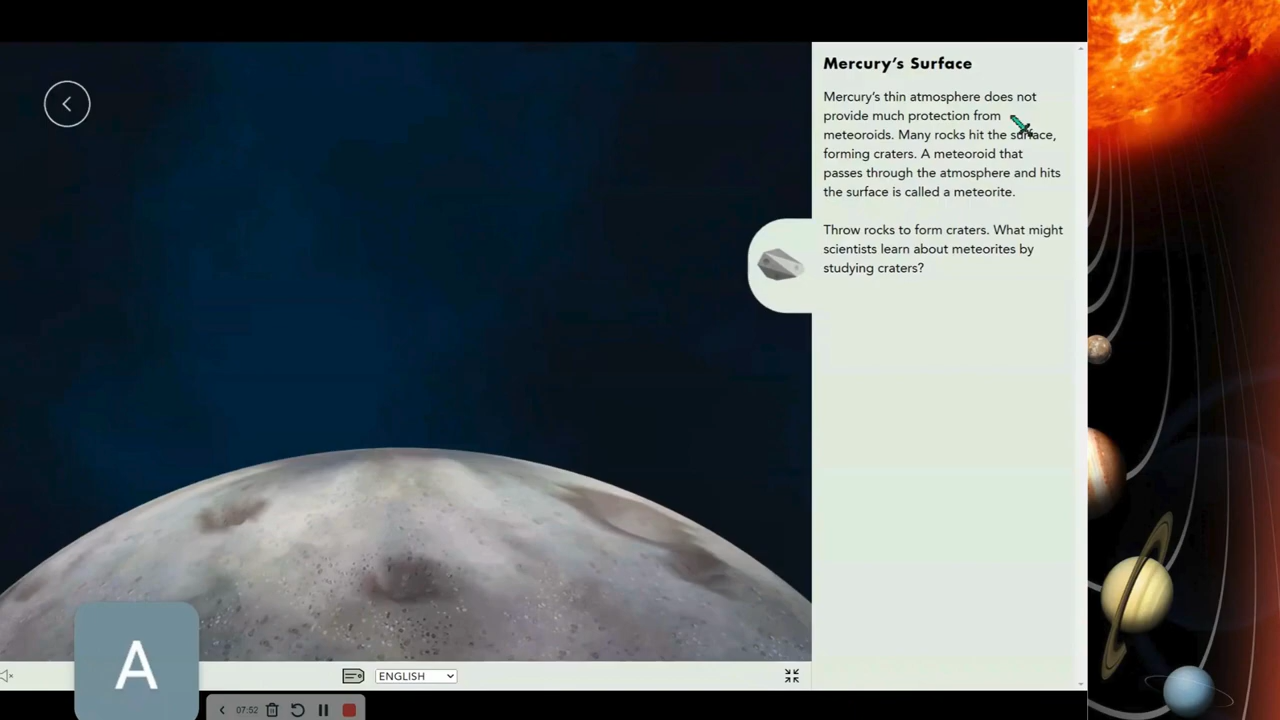 Mercury's Surface
Mercury's thin atmosphere does not
provide much protection from
meteoroids. Many rocks hit the surface,
forming craters. A meteoroid that
passes through the atmosphere and hits
the surface is called a meteorite.
Throw rocks to form craters. What might
scientists learn about meteorites by
studying craters?
A
ENGLISH
07:52